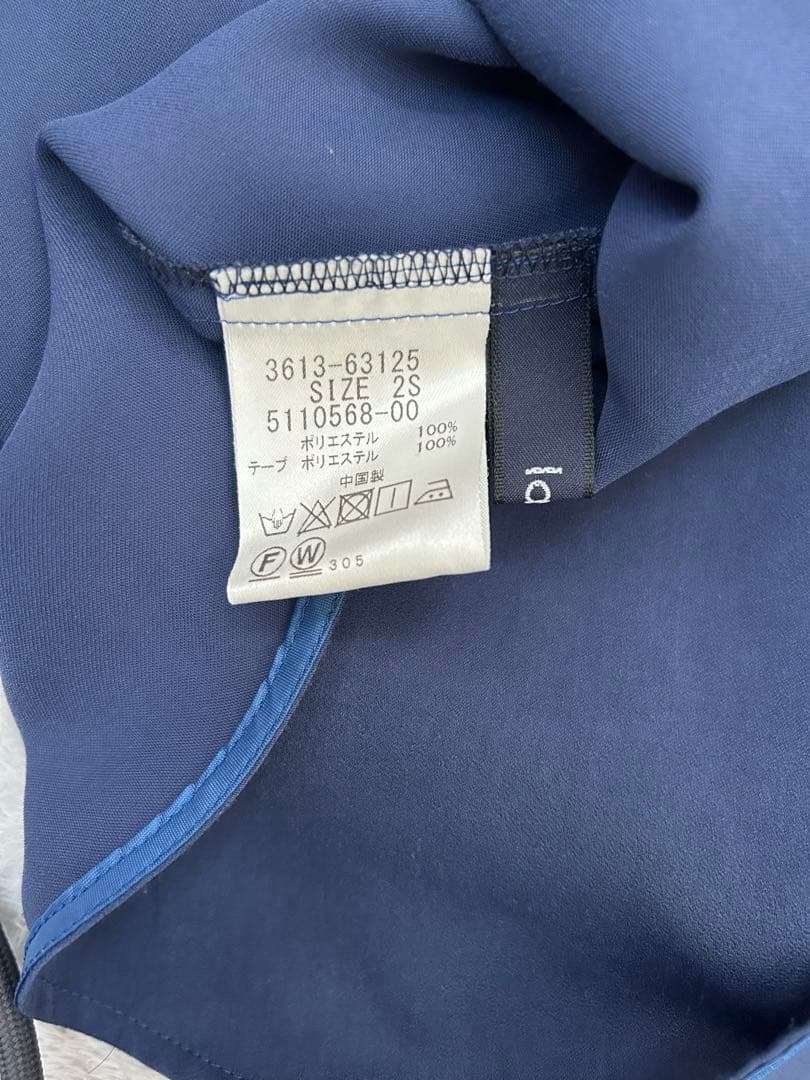 3613-63125
SIZE 2S
5110568-00
ポリエステル 100%
テープ ポリエステル 100%
中国製
F W 305